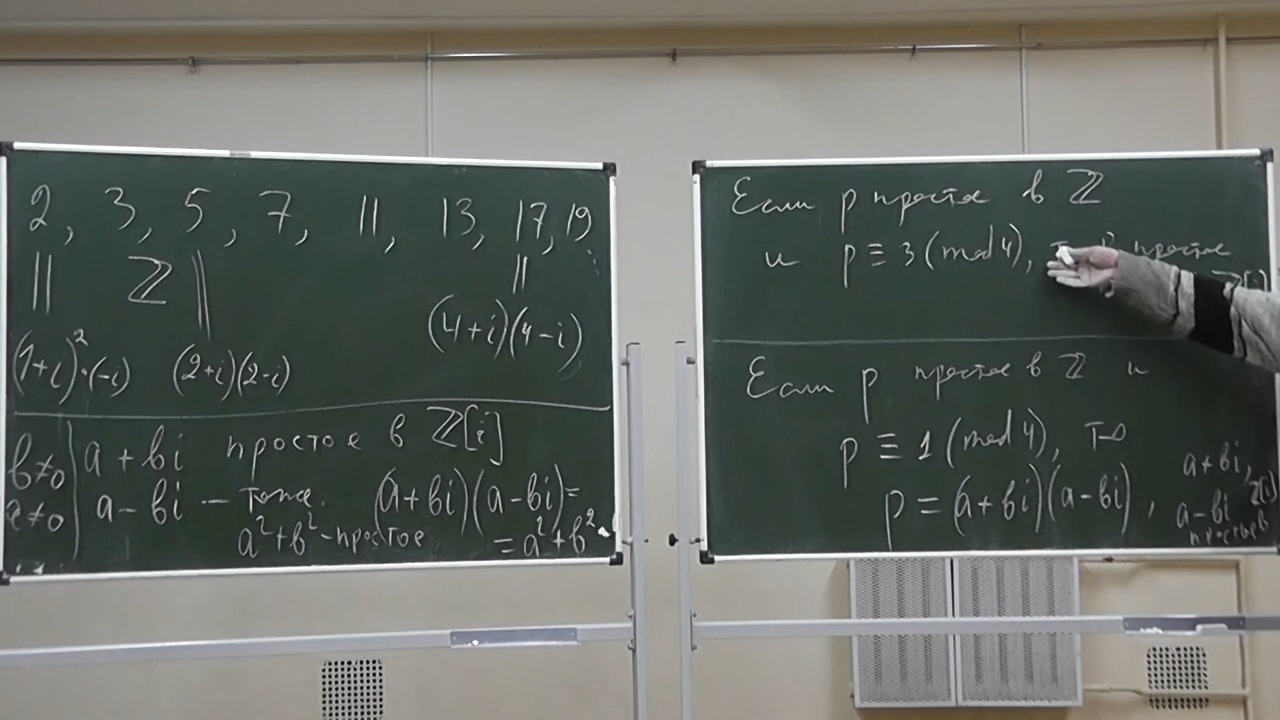 2, 3, 5, 7, 11, 13, 17, 19
|| ℤ || ||
(4+i)(4-i)
(1+i)²·(-i) (2+i)(2-i)
b≠0 | a+bi простое в ℤ[i]
a≠0 | a-bi — тоже. (a+bi)(a-bi)=
a²+b²-простое =a²+b²
Если p простое в ℤ
и p≡3(mod 4), простое
Если p простое в ℤ и
p≡1(mod 4), то
p=(a+bi)(a-bi), a+bi,
a-bi ℤ[i]
простые в